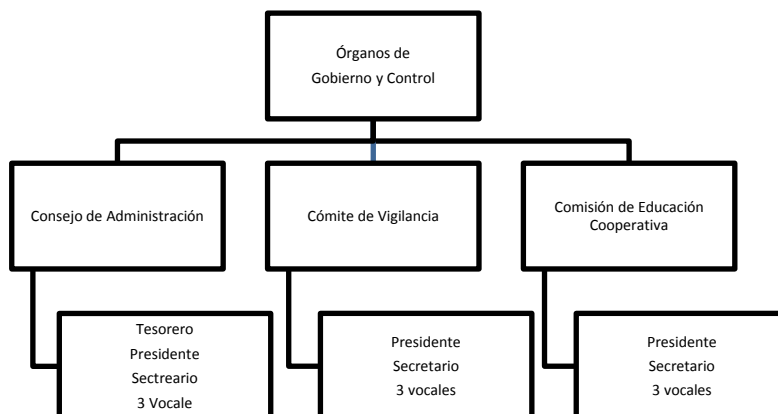 Órganos de
Gobierno y Control
Consejo de Administración
Cómite de Vigilancia
Comisión de Educación
Cooperativa
Tesorero
Presidente
Sectreario
3 Vocale
Presidente
Secretario
3 vocales
Presidente
Secretario
3 vocales